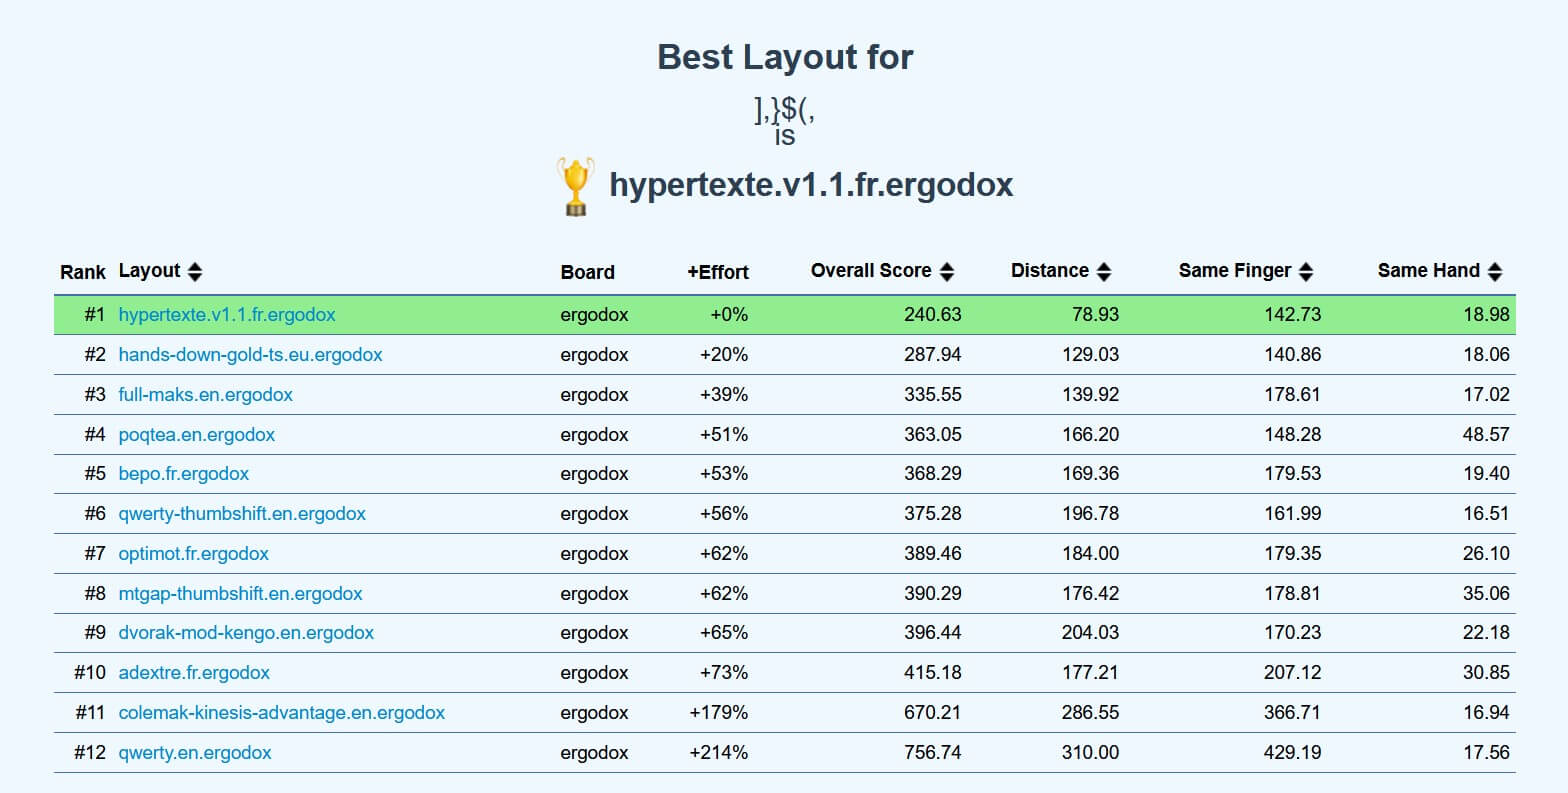 Best Layout for
],}$(,
is
hypertexte.v1.1.fr.ergodox
Rank Layout Board +Effort Overall Score Distance Same Finger Same Hand
#1 hypertexte.v1.1.fr.ergodox ergodox +0% 240.63 78.93 142.73 18.98
#2 hands-down-gold-ts.eu.ergodox ergodox +20% 287.94 129.03 140.86 18.06
#3 full-maks.en.ergodox ergodox +39% 335.55 139.92 178.61 17.02
#4 poqtea.en.ergodox ergodox +51% 363.05 166.20 148.28 48.57
#5 bepo.fr.ergodox ergodox +53% 368.29 169.36 179.53 19.40
#6 qwerty-thumbshift.en.ergodox ergodox +56% 375.28 196.78 161.99 16.51
#7 optimot.fr.ergodox ergodox +62% 389.46 184.00 179.35 26.10
#8 mtgap-thumbshift.en.ergodox ergodox +62% 390.29 176.42 178.81 35.06
#9 dvorak-mod-kengo.en.ergodox ergodox +65% 396.44 204.03 170.23 22.18
#10 adextre.fr.ergodox ergodox +73% 415.18 177.21 207.12 30.85
#11 colemak-kinesis-advantage.en.ergodox ergodox +179% 670.21 286.55 366.71 16.94
#12 qwerty.en.ergodox ergodox +214% 756.74 310.00 429.19 17.56